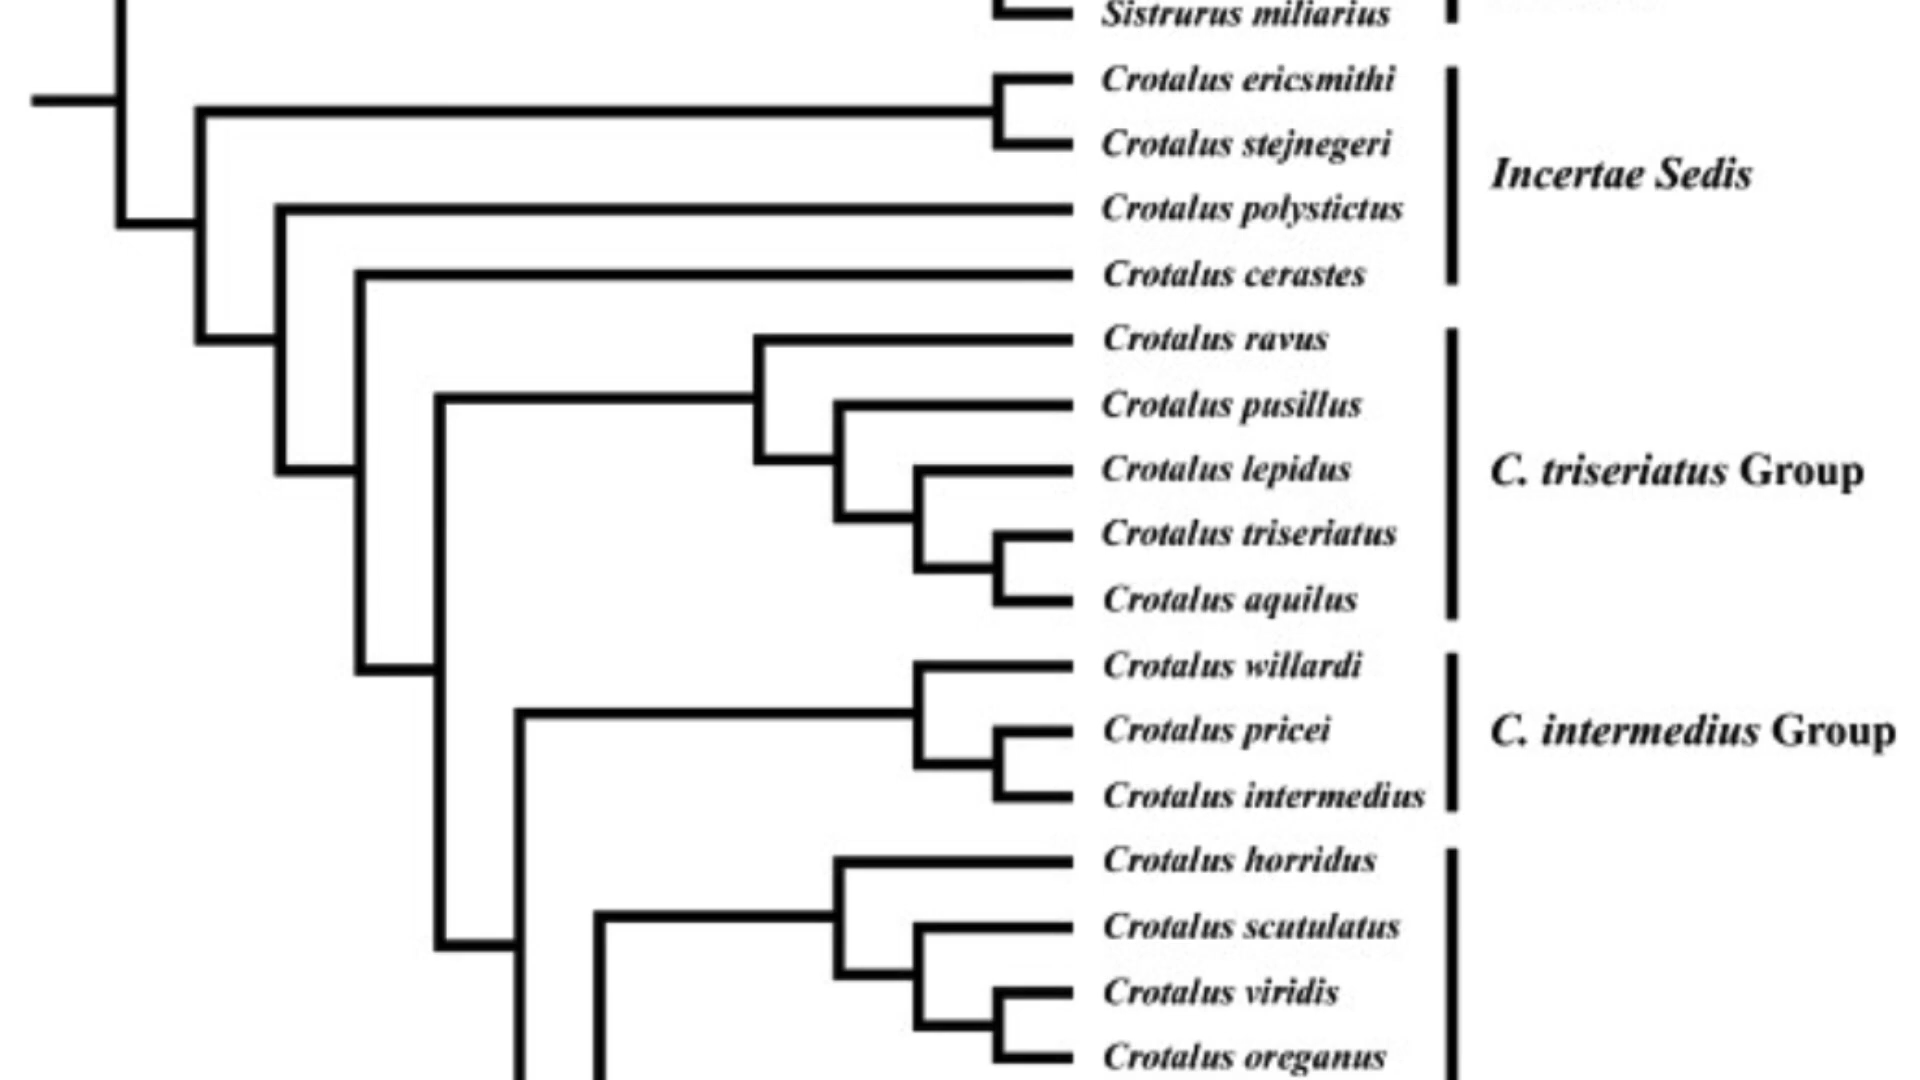 Sistrurus miliarius
Crotalus ericsmithi
Crotalus stejnegeri
Incertae Sedis
Crotalus polystictus
Crotalus cerastes
Crotalus ravus
Crotalus pusillus
Crotalus lepidus
C. triseriatus Group
Crotalus triseriatus
Crotalus aquilus
Crotalus willardi
Crotalus pricei
C. intermedius Group
Crotalus intermedius
Crotalus horridus
Crotalus scutulatus
Crotalus viridis
Crotalus oreganus